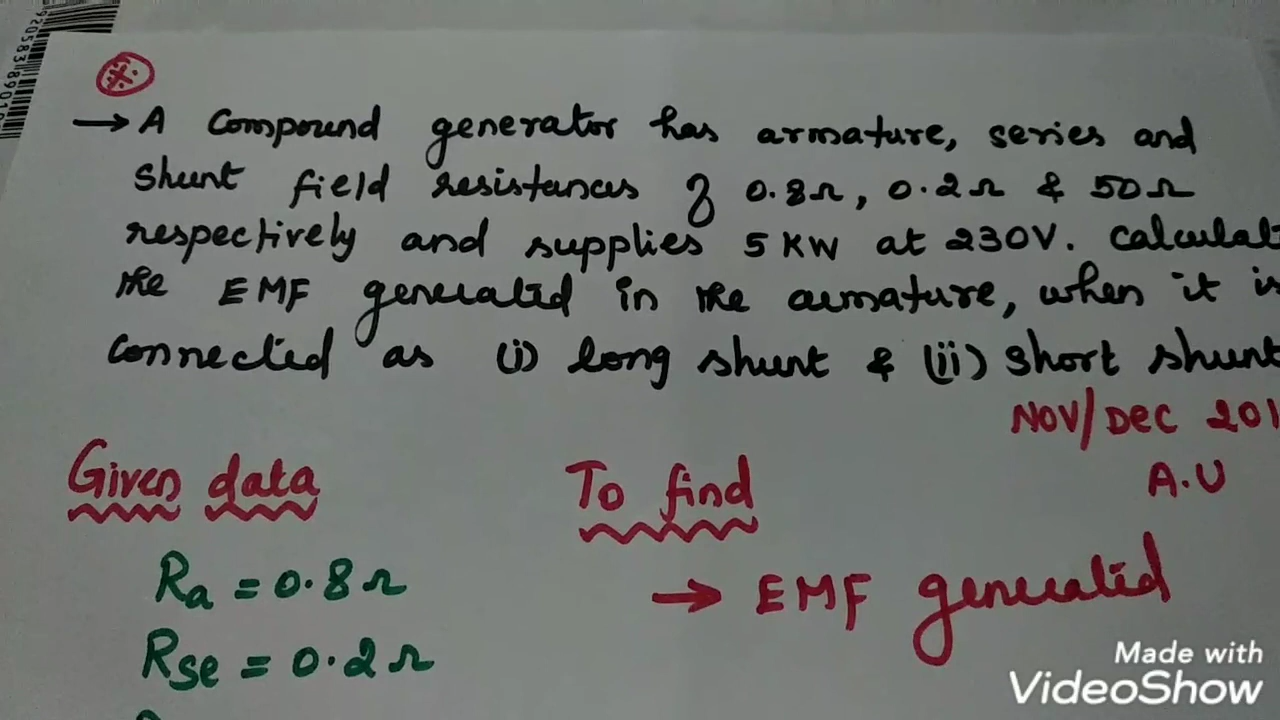 → A compound generator has armature, series and
shunt field resistances of 0.8Ω, 0.2Ω & 50Ω
respectively and supplies 5 KW at 230V. Calculat
the EMF generated in the armature, when it is
connected as (i) long shunt & (ii) short shunt
NOV/DEC 201
A.U
Given data
To find
Ra = 0.8Ω
→ EMF generated
Rse = 0.2Ω
Made with
VideoShow